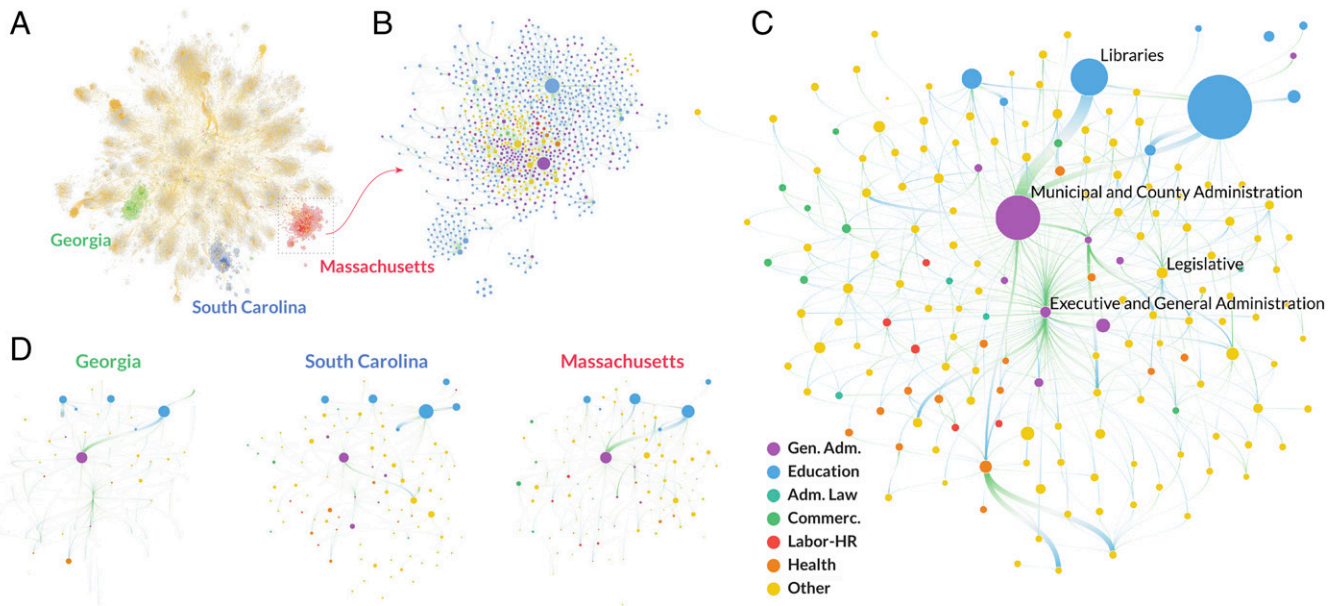 A
B
C
Georgia
South Carolina
Massachusetts
Libraries
Municipal and County Administration
Legislative
Executive and General Administration
D
Georgia
South Carolina
Massachusetts
Gen. Adm.
Education
Adm. Law
Commerc.
Labor-HR
Health
Other